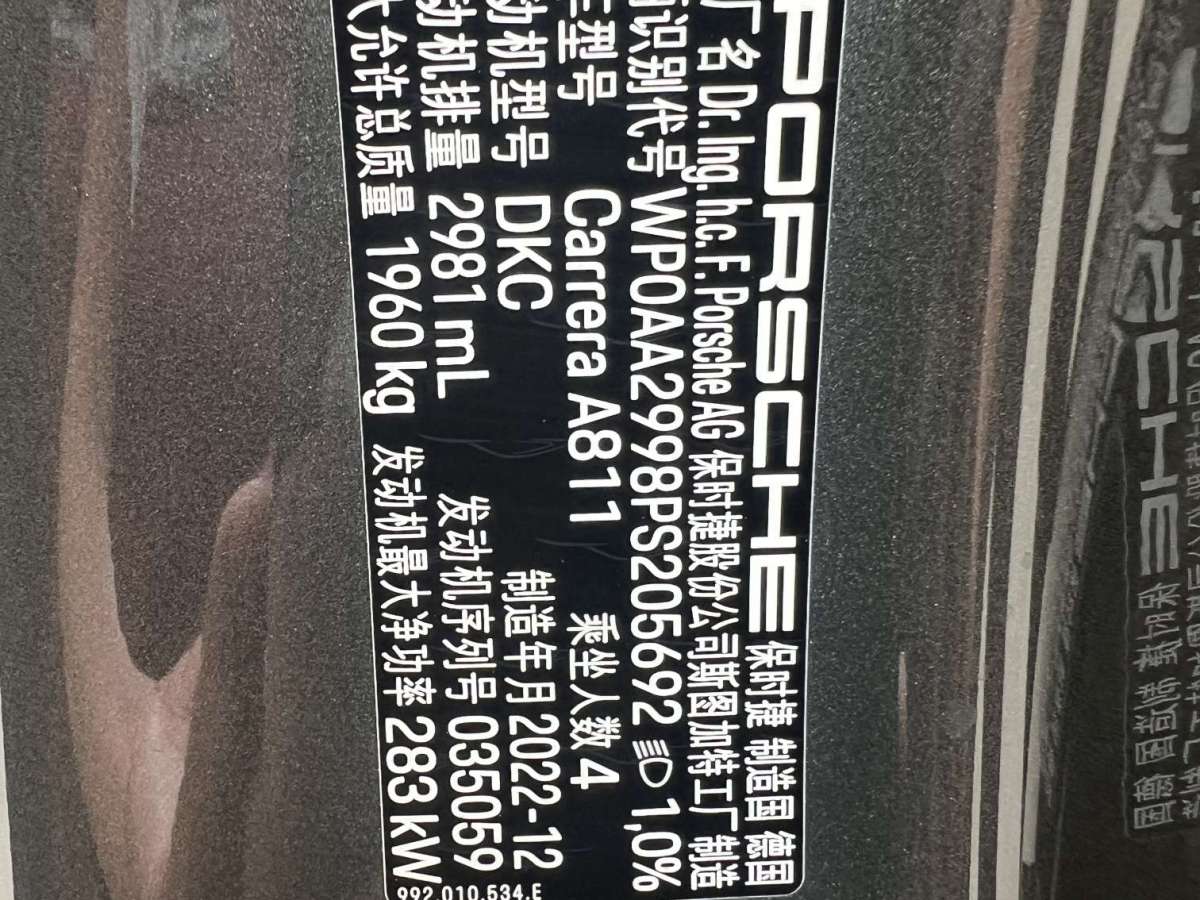 PORSCHE 保时捷 制造国 德国
厂名 Dr. Ing. h.c. F. Porsche AG 保时捷股份公司斯图加特工厂 制造
识别代号 WP0AA2998PS205692 1,0%
型号 Carrera A811 乘坐人数 4
动机型号 DKC 制造年月 2022-12
动机排量 2981 mL 发动机序列号 035059
允许总质量 1960 kg 发动机最大净功率 283 kW
992.010.534.E